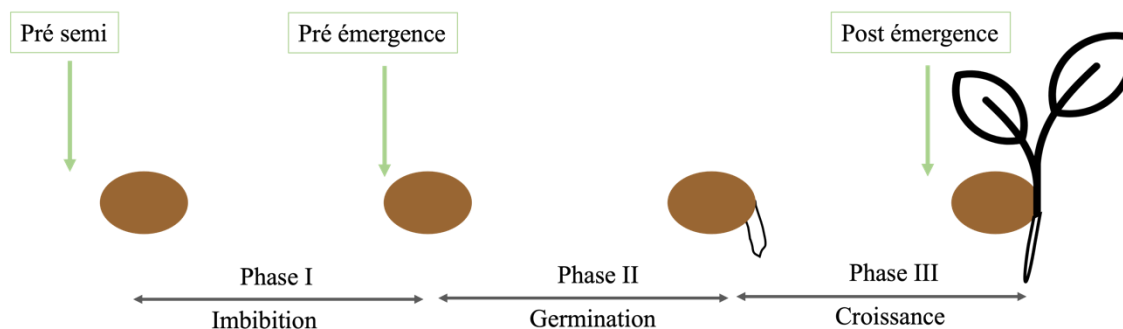 Pré semi
Pré émergence
Post émergence
Phase I
Phase II
Phase III
Imbibition
Germination
Croissance